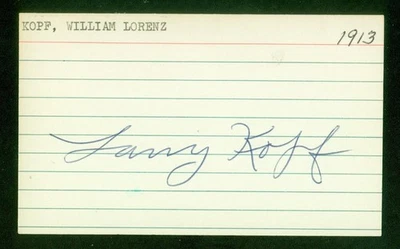 KOPF, WILLIAM LORENZ
1913
Larry Kopf